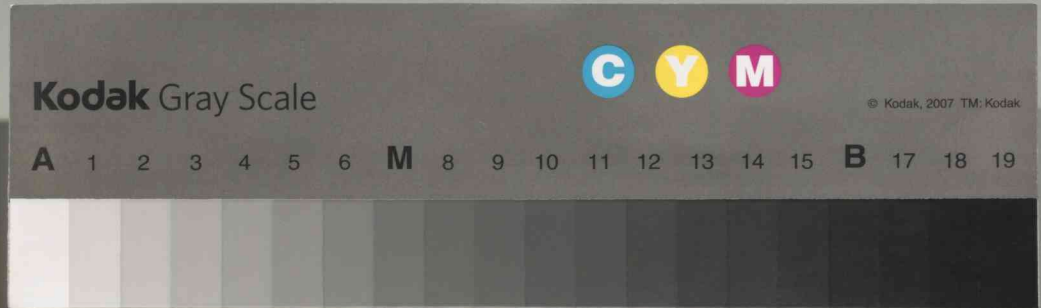 C Y M
Kodak Gray Scale
© Kodak, 2007 TM: Kodak
A 1 2 3 4 5 6 M 8 9 10 11 12 13 14 15 B 17 18 19